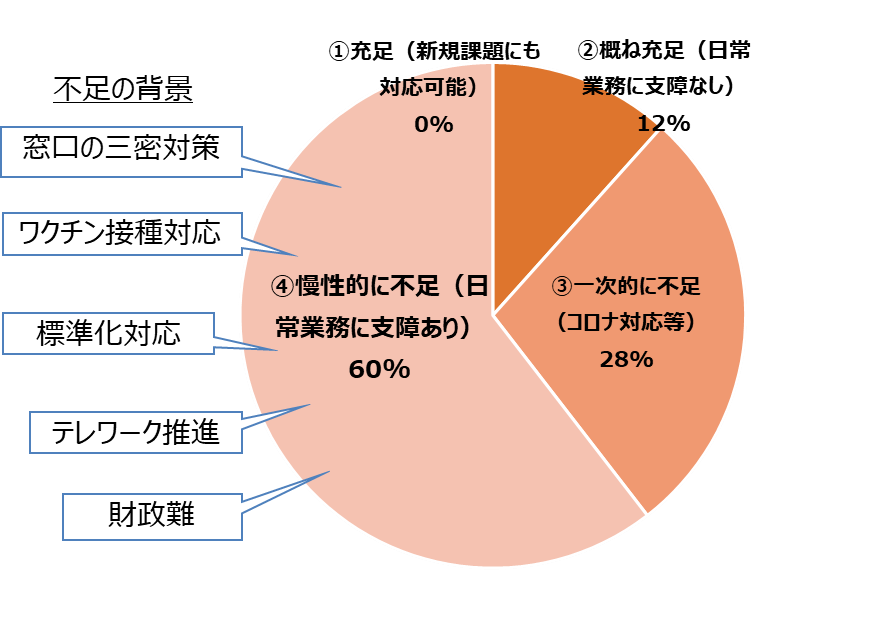 ①充足（新規課題にも
対応可能）
0%
②概ね充足（日常
業務に支障なし）
12%
不足の背景
窓口の三密対策
ワクチン接種対応
標準化対応
テレワーク推進
財政難
④慢性的に不足（日
常業務に支障あり）
60%
③一次的に不足
（コロナ対応等）
28%